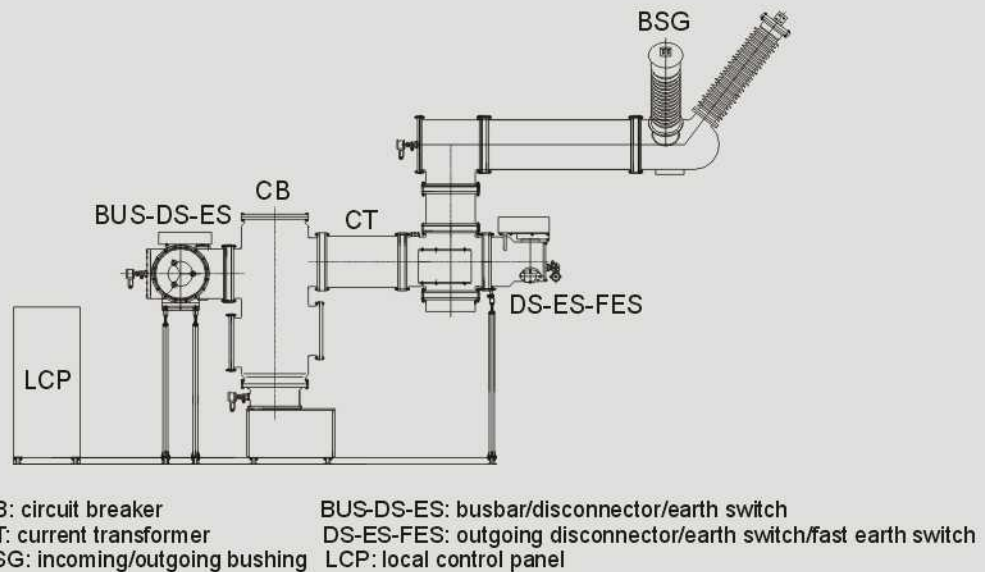 BSG
CB
BUS-DS-ES
CT
DS-ES-FES
LCP
B: circuit breaker BUS-DS-ES: busbar/disconnector/earth switch
T: current transformer DS-ES-FES: outgoing disconnector/earth switch/fast earth switch
SG: incoming/outgoing bushing LCP: local control panel